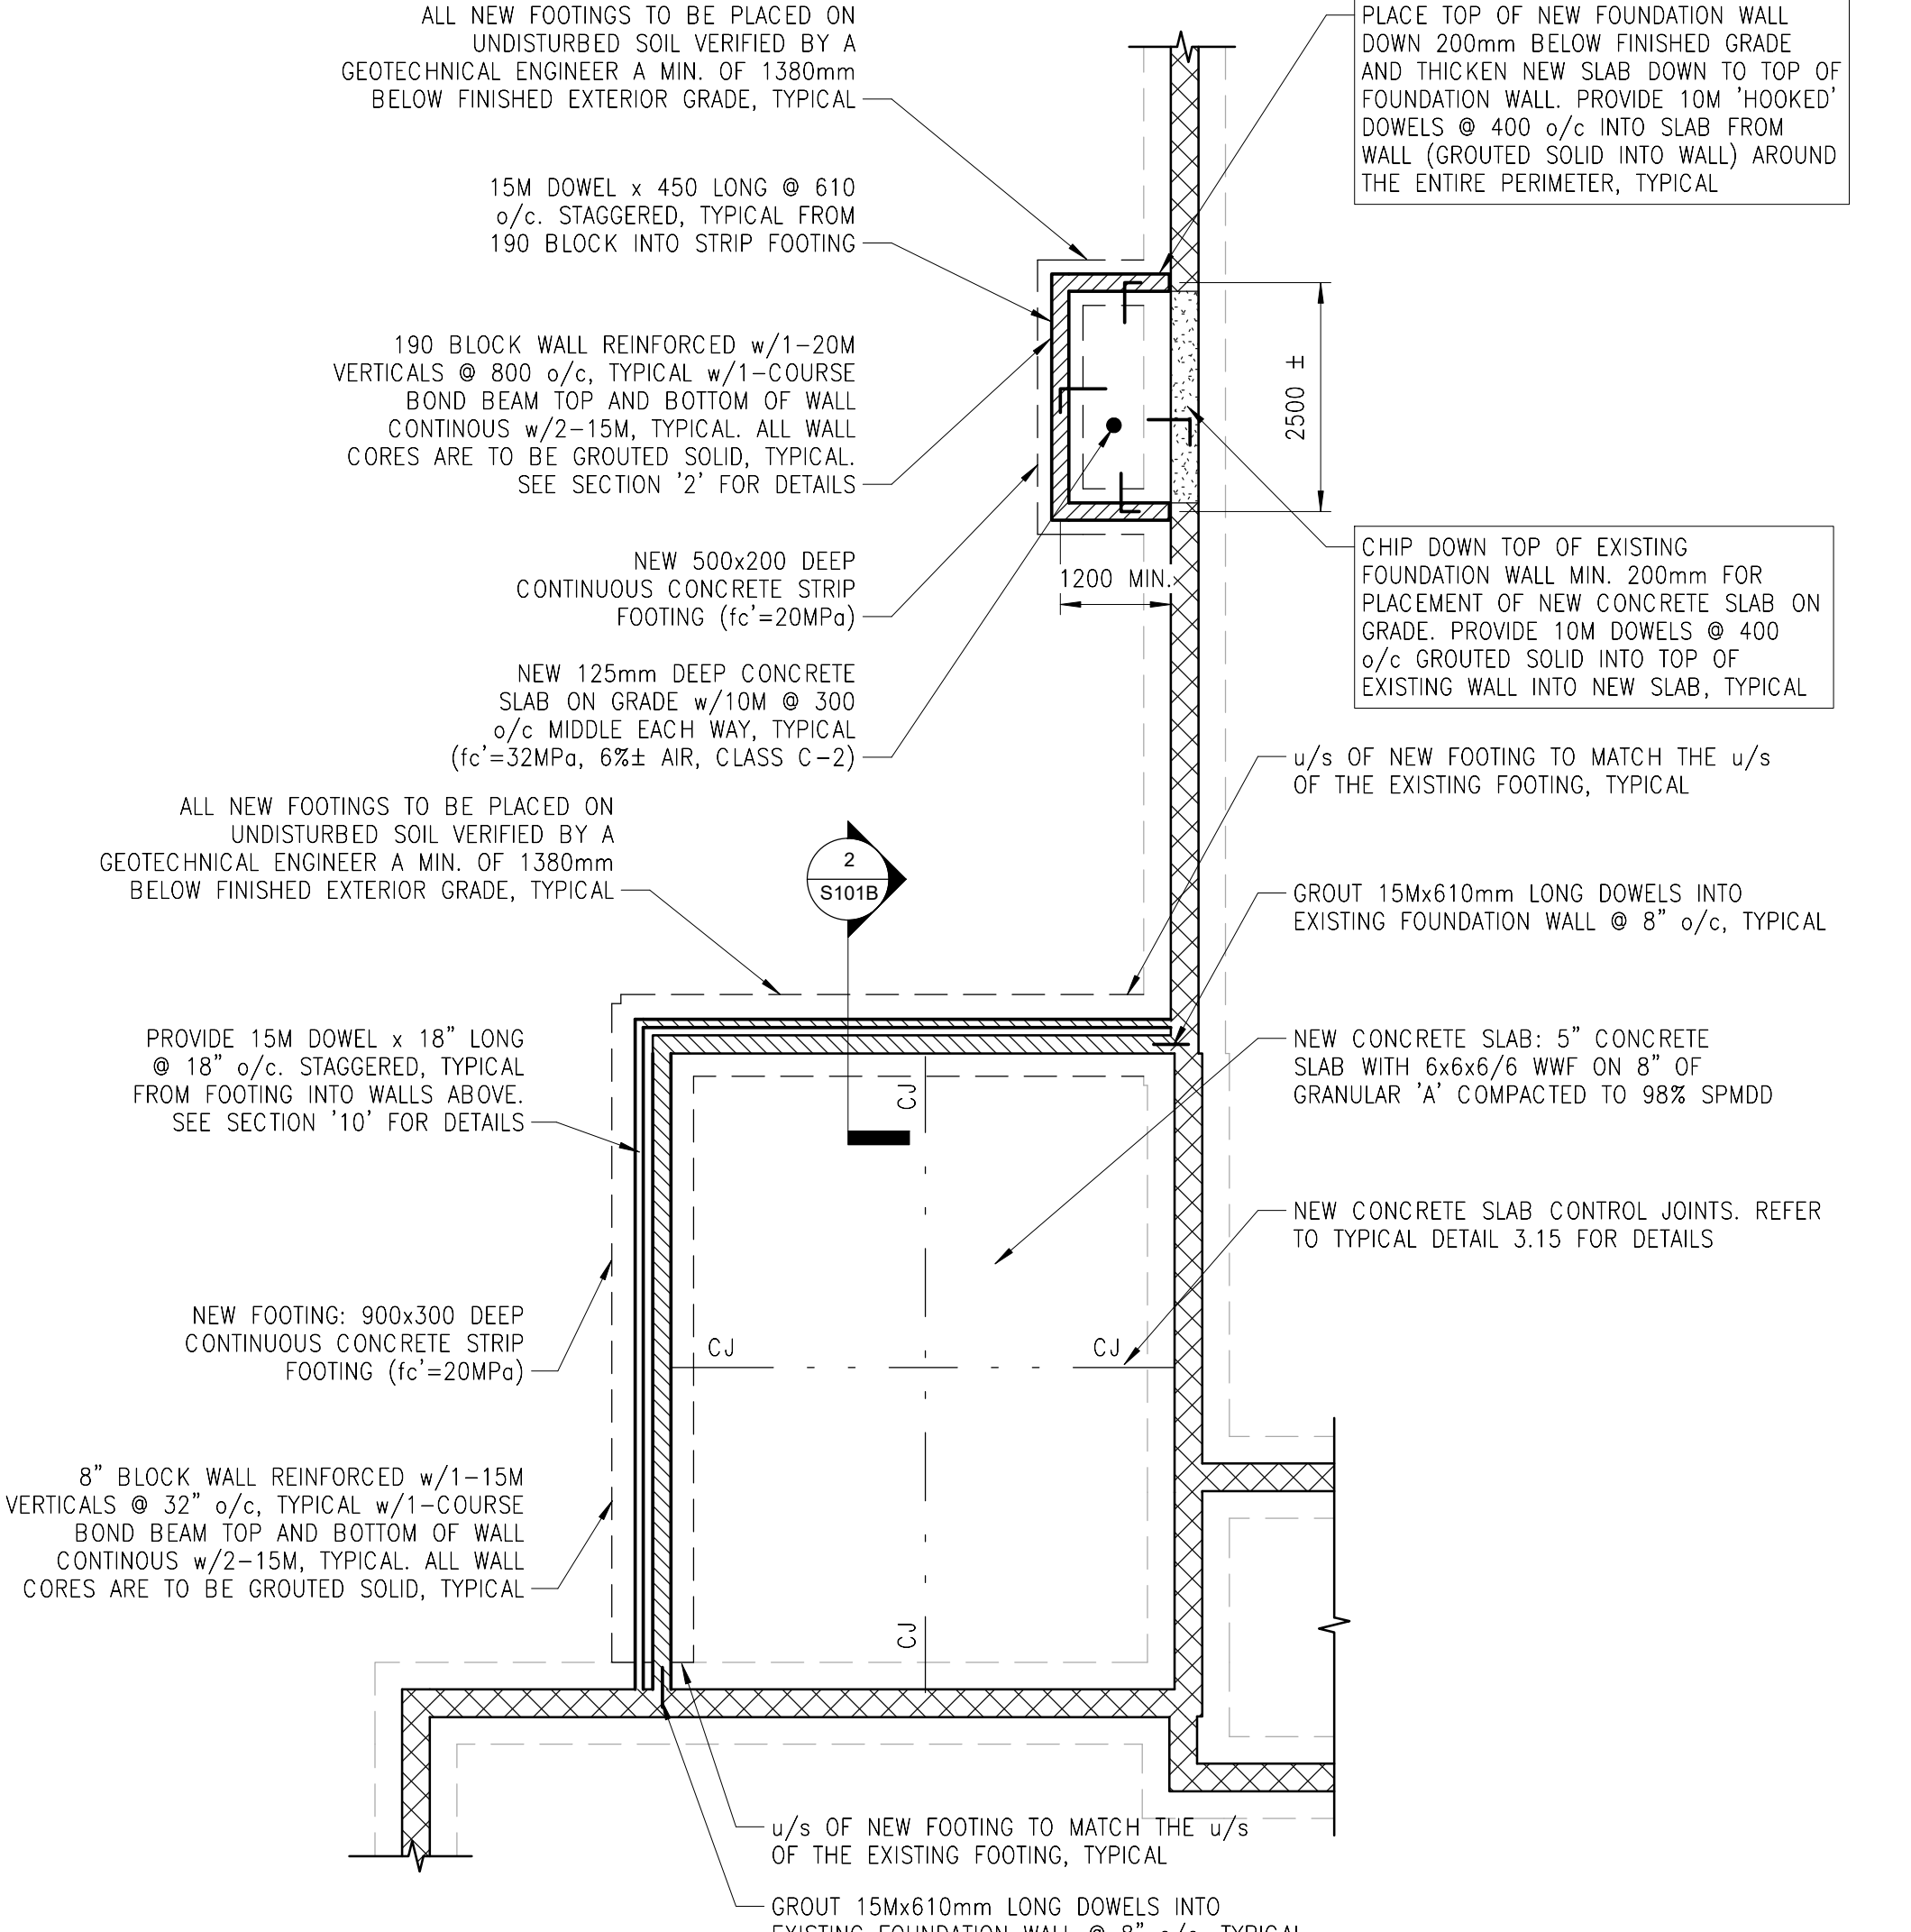 ALL NEW FOOTINGS TO BE PLACED ON
UNDISTURBED SOIL VERIFIED BY A
GEOTECHNICAL ENGINEER A MIN. OF 1380mm
BELOW FINISHED EXTERIOR GRADE, TYPICAL
PLACE TOP OF NEW FOUNDATION WALL
DOWN 200mm BELOW FINISHED GRADE
AND THICKEN NEW SLAB DOWN TO TOP OF
FOUNDATION WALL. PROVIDE 10M 'HOOKED'
DOWELS @ 400 o/c INTO SLAB FROM
WALL (GROUTED SOLID INTO WALL) AROUND
THE ENTIRE PERIMETER, TYPICAL
15M DOWEL x 450 LONG @ 610
o/c. STAGGERED, TYPICAL FROM
190 BLOCK INTO STRIP FOOTING
190 BLOCK WALL REINFORCED w/1-20M
VERTICALS @ 800 o/c, TYPICAL w/1-COURSE
BOND BEAM TOP AND BOTTOM OF WALL
CONTINOUS w/2-15M, TYPICAL. ALL WALL
CORES ARE TO BE GROUTED SOLID, TYPICAL.
SEE SECTION '2' FOR DETAILS
2500 ±
NEW 500x200 DEEP
CONTINUOUS CONCRETE STRIP
FOOTING (fc'=20MPa)
1200 MIN.
CHIP DOWN TOP OF EXISTING
FOUNDATION WALL MIN. 200mm FOR
PLACEMENT OF NEW CONCRETE SLAB ON
GRADE. PROVIDE 10M DOWELS @ 400
o/c GROUTED SOLID INTO TOP OF
EXISTING WALL INTO NEW SLAB, TYPICAL
NEW 125mm DEEP CONCRETE
SLAB ON GRADE w/10M @ 300
o/c MIDDLE EACH WAY, TYPICAL
(fc'=32MPa, 6%± AIR, CLASS C-2)
u/s OF NEW FOOTING TO MATCH THE u/s
OF THE EXISTING FOOTING, TYPICAL
ALL NEW FOOTINGS TO BE PLACED ON
UNDISTURBED SOIL VERIFIED BY A
GEOTECHNICAL ENGINEER A MIN. OF 1380mm
BELOW FINISHED EXTERIOR GRADE, TYPICAL
2
S101B
GROUT 15Mx610mm LONG DOWELS INTO
EXISTING FOUNDATION WALL @ 8" o/c, TYPICAL
PROVIDE 15M DOWEL x 18" LONG
@ 18" o/c. STAGGERED, TYPICAL
FROM FOOTING INTO WALLS ABOVE.
SEE SECTION '10' FOR DETAILS
NEW CONCRETE SLAB: 5" CONCRETE
SLAB WITH 6x6x6/6 WWF ON 8" OF
GRANULAR 'A' COMPACTED TO 98% SPMDD
CJ
NEW CONCRETE SLAB CONTROL JOINTS. REFER
TO TYPICAL DETAIL 3.15 FOR DETAILS
NEW FOOTING: 900x300 DEEP
CONTINUOUS CONCRETE STRIP
FOOTING (fc'=20MPa)
CJ
CJ
8" BLOCK WALL REINFORCED w/1-15M
VERTICALS @ 32" o/c, TYPICAL w/1-COURSE
BOND BEAM TOP AND BOTTOM OF WALL
CONTINOUS w/2-15M, TYPICAL. ALL WALL
CORES ARE TO BE GROUTED SOLID, TYPICAL
CJ
u/s OF NEW FOOTING TO MATCH THE u/s
OF THE EXISTING FOOTING, TYPICAL
GROUT 15Mx610mm LONG DOWELS INTO
EXISTING FOUNDATION WALL @ 8" o/c, TYPICAL